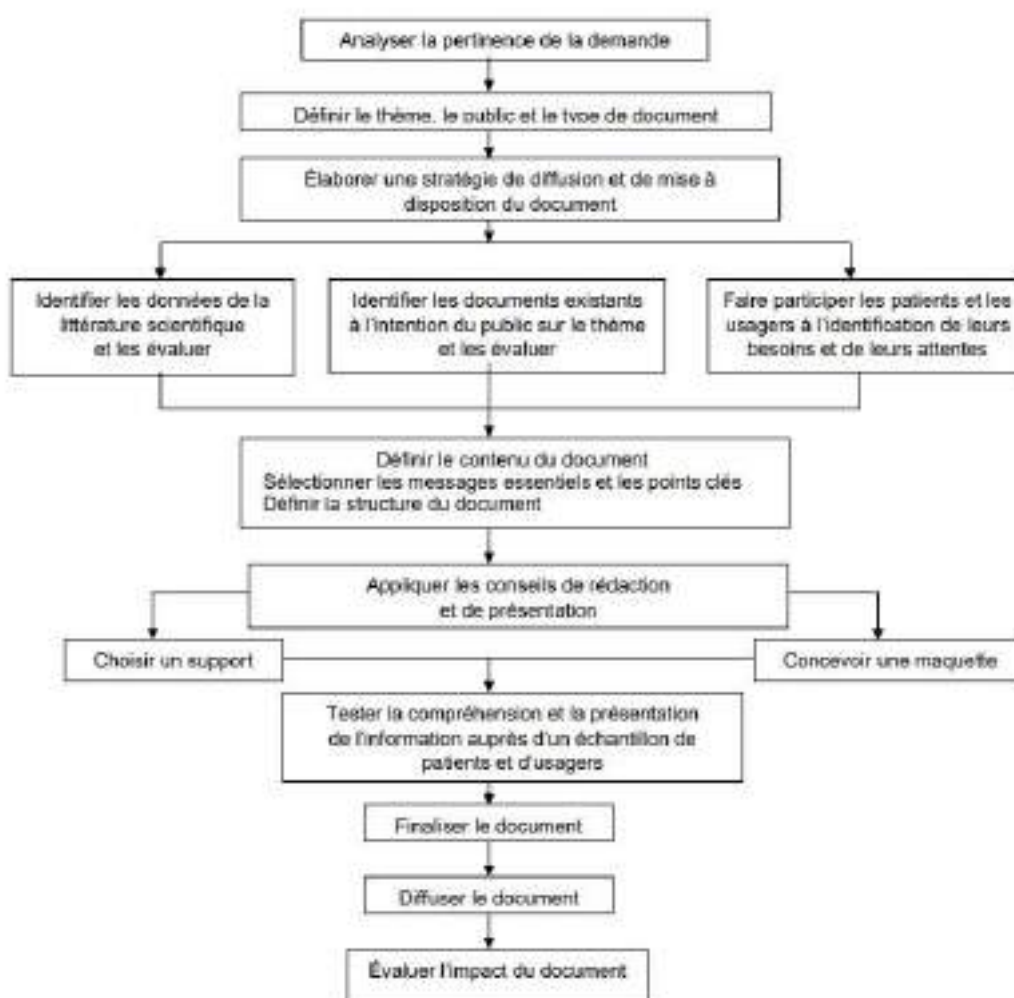 Analyser la pertinence de la demande
Définir le thème, le public et le type de document
Élaborer une stratégie de diffusion et de mise à
disposition du document
Identifier les données de la
littérature scientifique
et les évaluer
Identifier les documents existants
à l'intention du public sur le thème
et les évaluer
Faire participer les patients et les
usagers à l'identification de leurs
besoins et de leurs attentes
Définir le contenu du document
Sélectionner les messages essentiels et les points clés
Définir la structure du document
Appliquer les conseils de rédaction
et de présentation
Choisir un support
Concevoir une maquette
Tester la compréhension et la présentation
de l'information auprès d'un échantillon de
patients et d'usagers
Finaliser le document
Diffuser le document
Évaluer l'impact du document